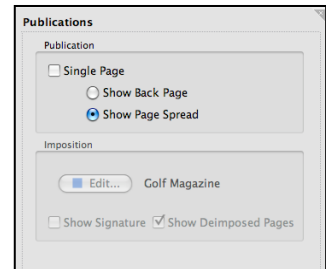 Publications
Publication
Single Page
Show Back Page
Show Page Spread
Imposition
Edit... Golf Magazine
Show Signature Show Deimposed Pages